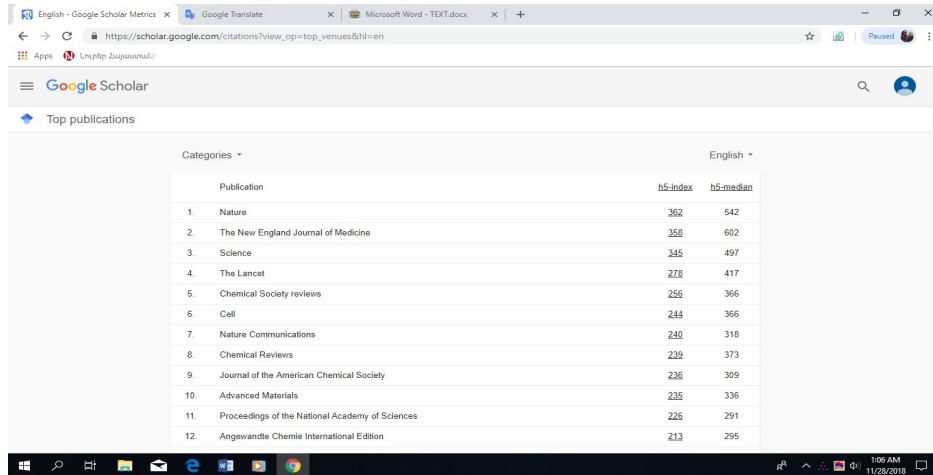 English - Google Scholar Metrics
Google Translate
Microsoft Word - TEXT.docx
https://scholar.google.com/citations?view_op=top_venues&hl=en
Paused
Apps
Google Scholar
Top publications
Categories English
Publication h5-index h5-median
1. Nature 362 542
2. The New England Journal of Medicine 358 602
3. Science 345 497
4. The Lancet 278 417
5. Chemical Society reviews 256 366
6. Cell 244 366
7. Nature Communications 240 318
8. Chemical Reviews 239 373
9. Journal of the American Chemical Society 236 309
10. Advanced Materials 235 336
11. Proceedings of the National Academy of Sciences 226 291
12. Angewandte Chemie International Edition 213 295
1:06 AM
11/28/2018